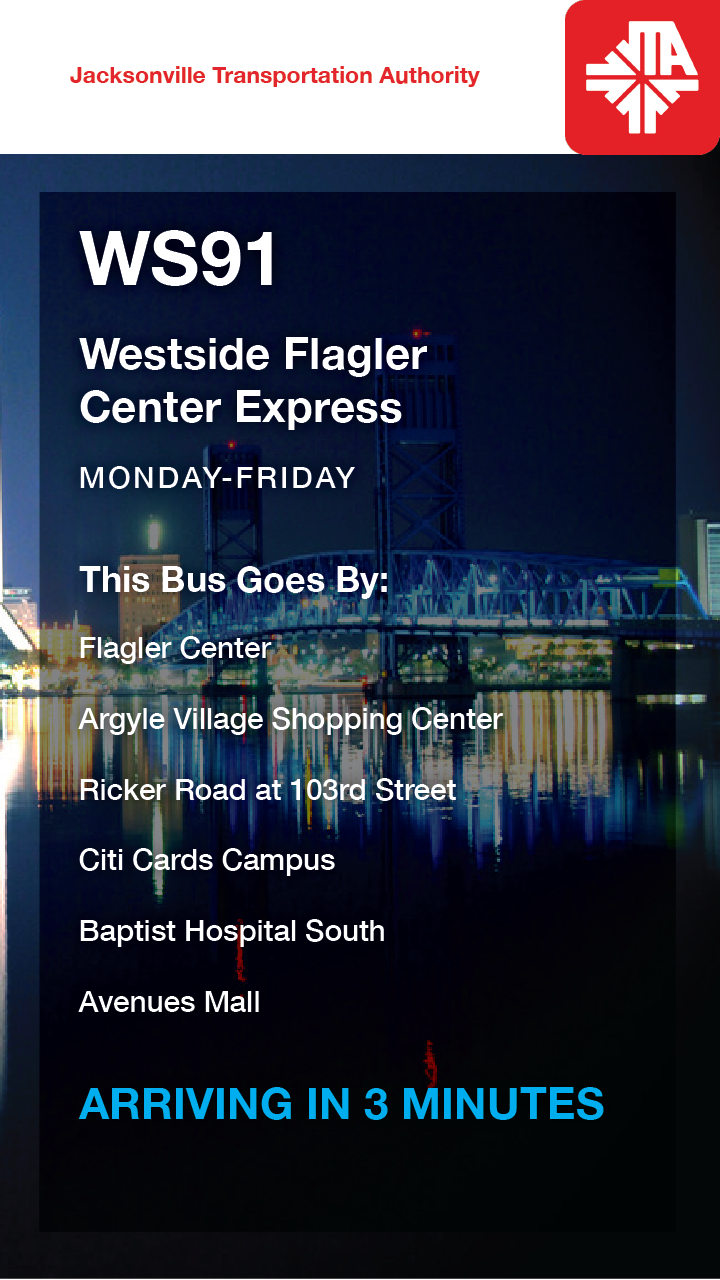 Jacksonville Transportation Authority
JTA
WS91
Westside Flagler
Center Express
MONDAY-FRIDAY
This Bus Goes By:
Flagler Center
Argyle Village Shopping Center
Ricker Road at 103rd Street
Citi Cards Campus
Baptist Hospital South
Avenues Mall
ARRIVING IN 3 MINUTES